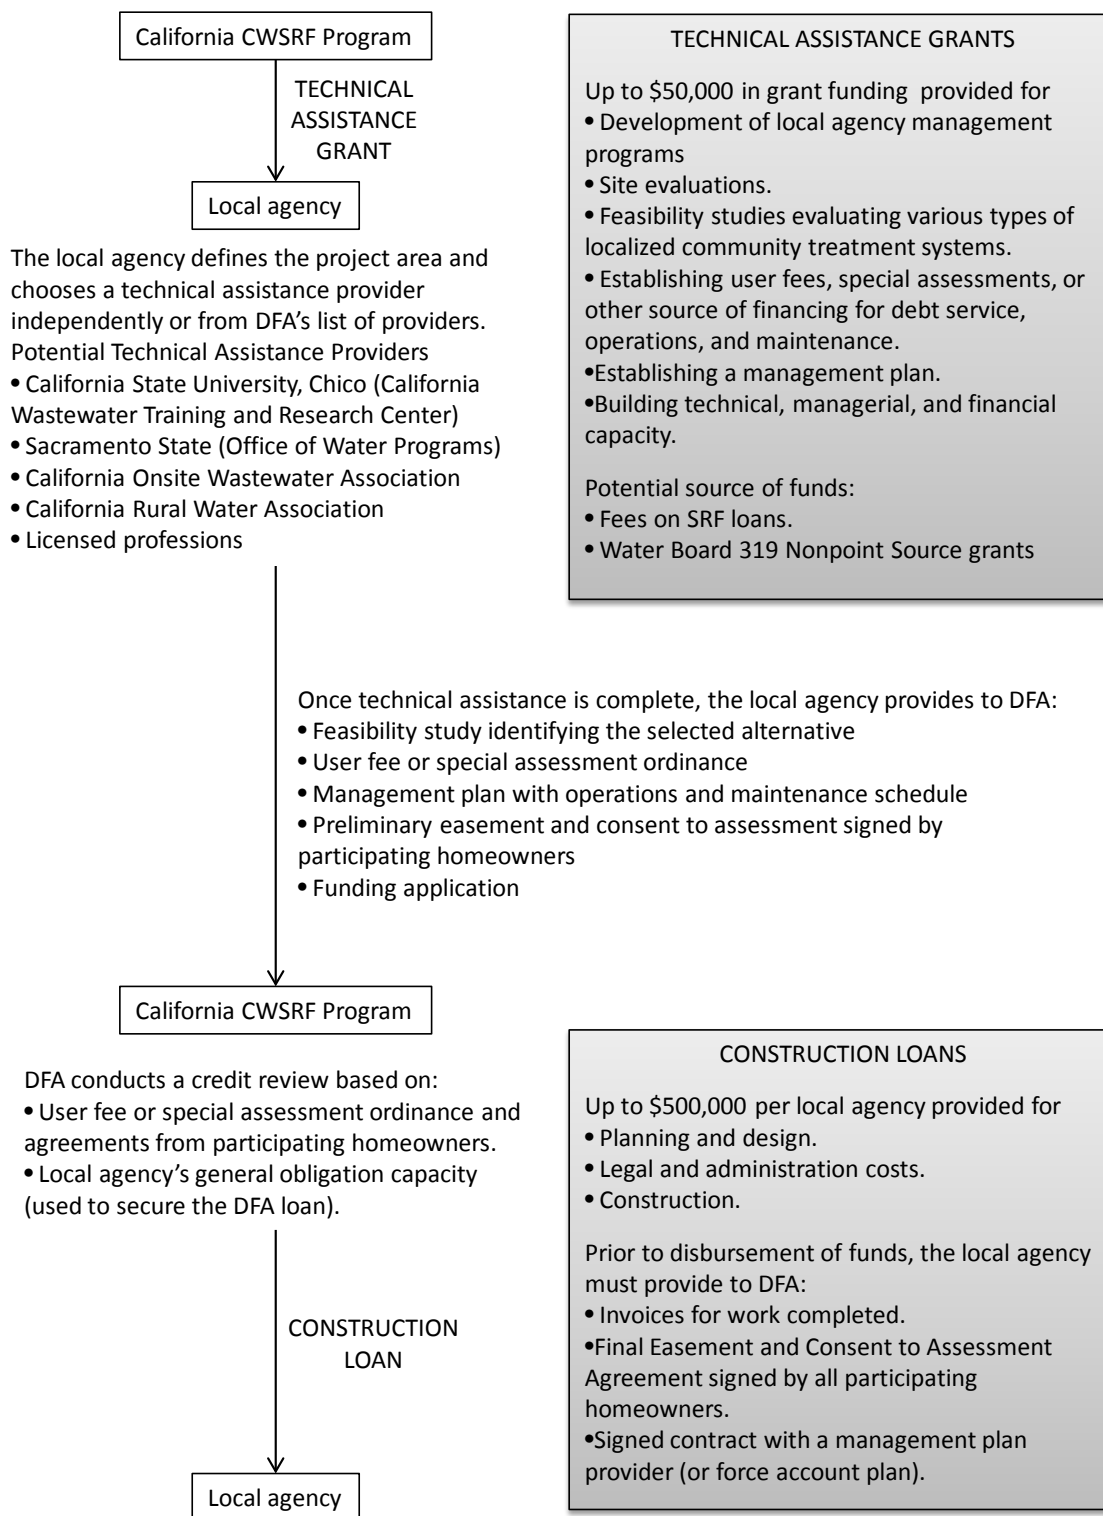 California CWSRF Program
TECHNICAL
ASSISTANCE
GRANT
Local agency
The local agency defines the project area and
chooses a technical assistance provider
independently or from DFA’s list of providers.
Potential Technical Assistance Providers
• California State University, Chico (California
Wastewater Training and Research Center)
• Sacramento State (Office of Water Programs)
• California Onsite Wastewater Association
• California Rural Water Association
• Licensed professions
TECHNICAL ASSISTANCE GRANTS
Up to $50,000 in grant funding provided for
• Development of local agency management
programs
• Site evaluations.
• Feasibility studies evaluating various types of
localized community treatment systems.
• Establishing user fees, special assessments, or
other source of financing for debt service,
operations, and maintenance.
•Establishing a management plan.
•Building technical, managerial, and financial
capacity.
Potential source of funds:
• Fees on SRF loans.
• Water Board 319 Nonpoint Source grants
Once technical assistance is complete, the local agency provides to DFA:
• Feasibility study identifying the selected alternative
• User fee or special assessment ordinance
• Management plan with operations and maintenance schedule
• Preliminary easement and consent to assessment signed by
participating homeowners
• Funding application
California CWSRF Program
DFA conducts a credit review based on:
• User fee or special assessment ordinance and
agreements from participating homeowners.
• Local agency’s general obligation capacity
(used to secure the DFA loan).
CONSTRUCTION
LOAN
Local agency
CONSTRUCTION LOANS
Up to $500,000 per local agency provided for
• Planning and design.
• Legal and administration costs.
• Construction.
Prior to disbursement of funds, the local agency
must provide to DFA:
• Invoices for work completed.
•Final Easement and Consent to Assessment
Agreement signed by all participating
homeowners.
•Signed contract with a management plan
provider (or force account plan).